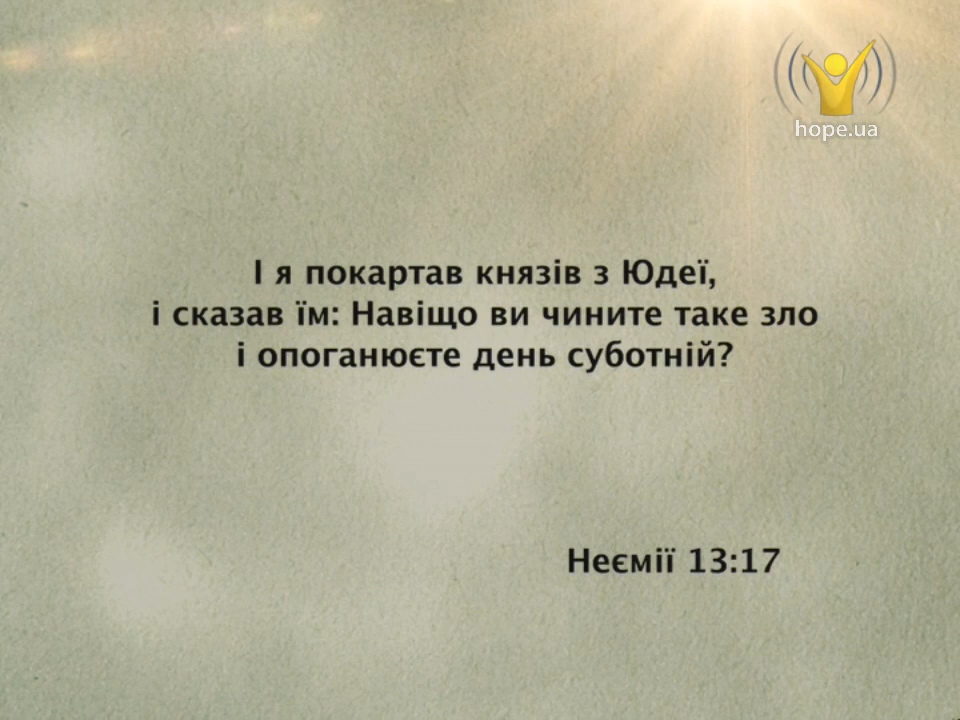 hope.ua
І я покартав князів з Юдеї,
і сказав їм: Навіщо ви чините таке зло
і опоганюєте день суботній?
Неємії 13:17